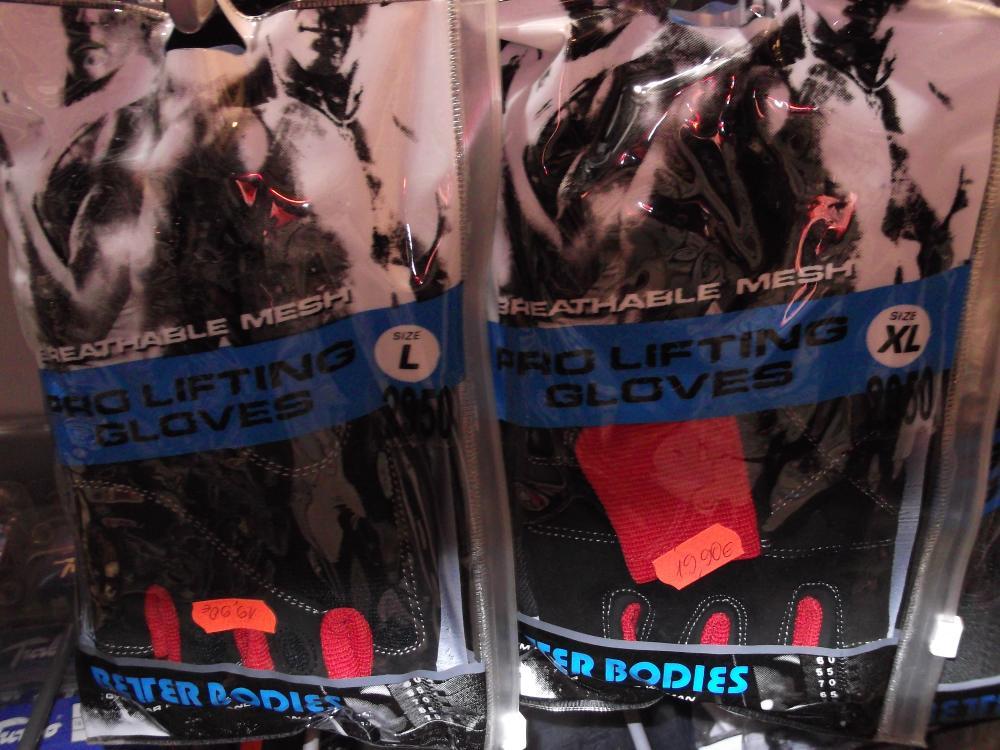 BREATHABLE MESH
PRO LIFTING
GLOVES
SIZE
L
19,90€
BETTER BODIES
BREATHABLE MESH
PRO LIFTING
GLOVES
SIZE
XL
19,90€
TER BODIES